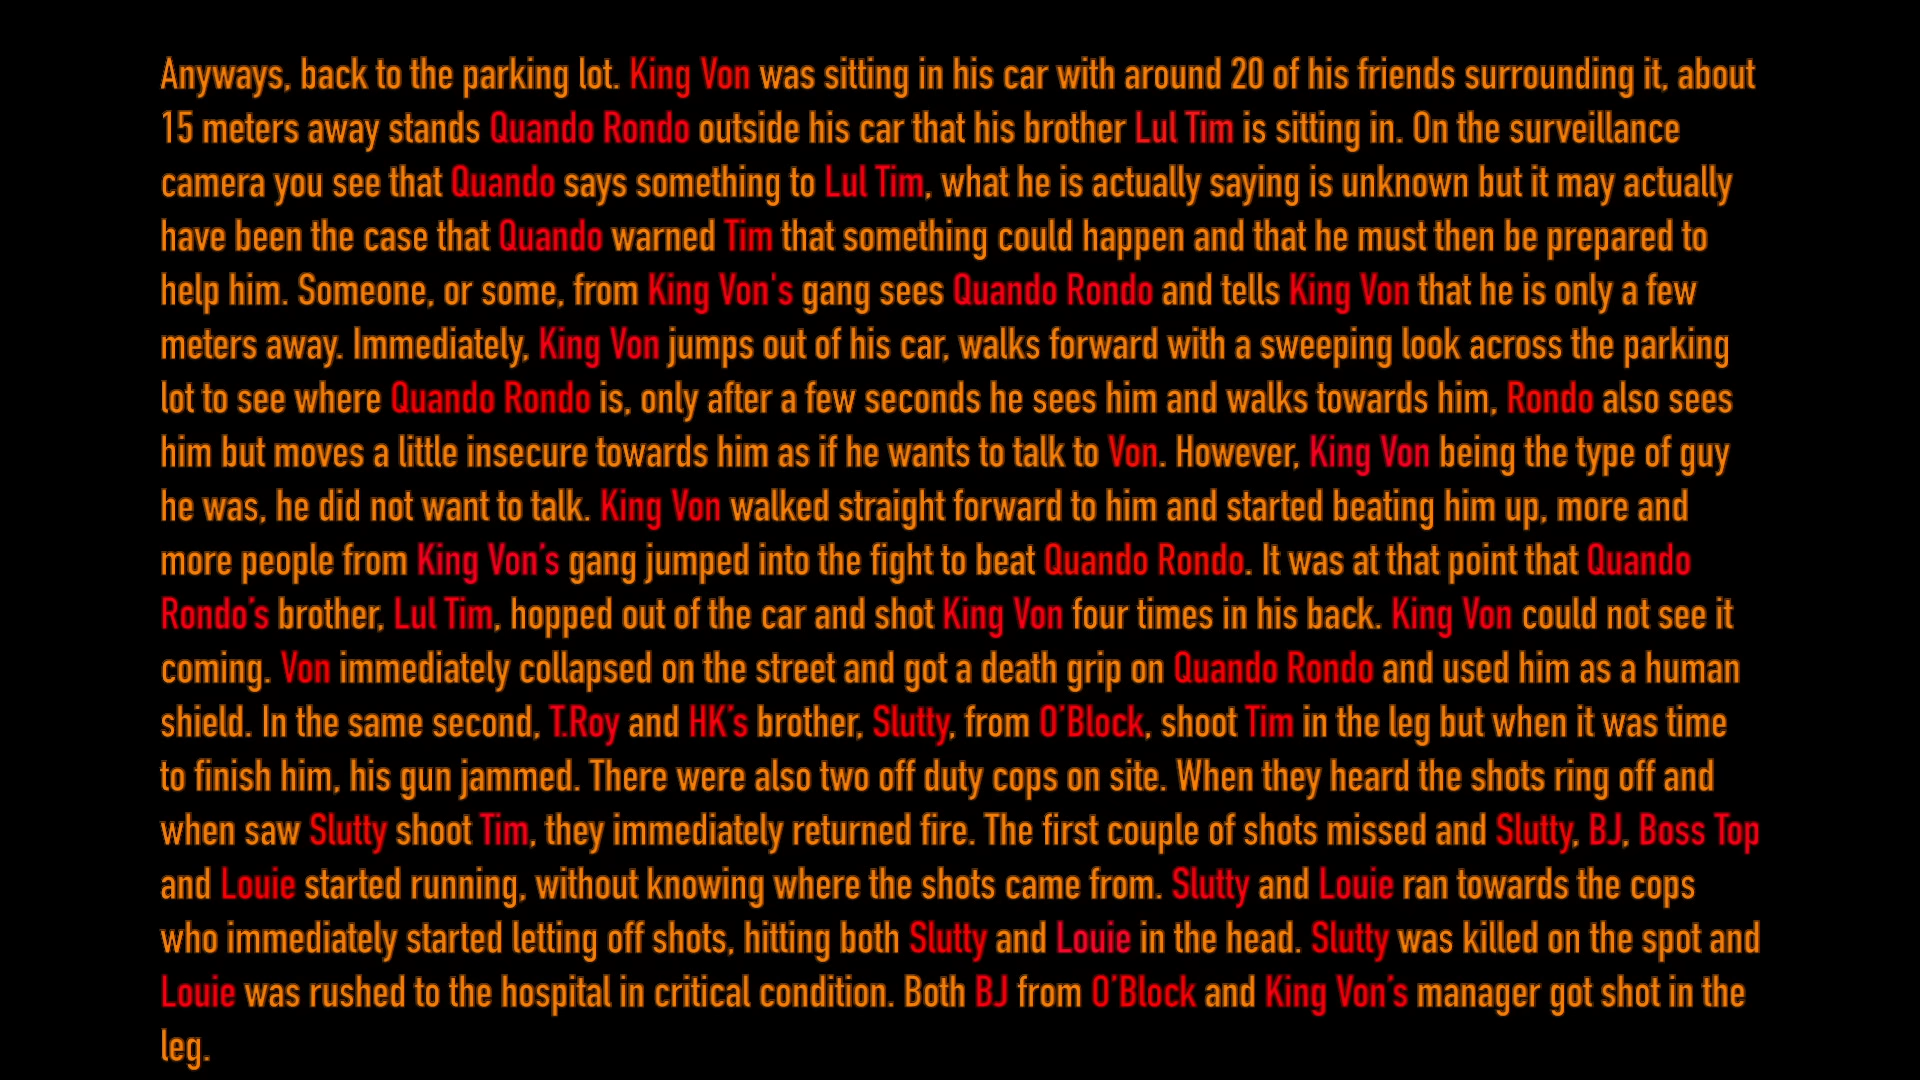 Anyways, back to the parking lot. King Von was sitting in his car with around 20 of his friends surrounding it, about
15 meters away stands Quando Rondo outside his car that his brother Lul Tim is sitting in. On the surveillance
camera you see that Quando says something to Lul Tim, what he is actually saying is unknown but it may actually
have been the case that Quando warned Tim that something could happen and that he must then be prepared to
help him. Someone, or some, from King Von's gang sees Quando Rondo and tells King Von that he is only a few
meters away. Immediately, King Von jumps out of his car, walks forward with a sweeping look across the parking
lot to see where Quando Rondo is, only after a few seconds he sees him and walks towards him, Rondo also sees
him but moves a little insecure towards him as if he wants to talk to Von. However, King Von being the type of guy
he was, he did not want to talk. King Von walked straight forward to him and started beating him up, more and
more people from King Von’s gang jumped into the fight to beat Quando Rondo. It was at that point that Quando
Rondo’s brother, Lul Tim, hopped out of the car and shot King Von four times in his back. King Von could not see it
coming. Von immediately collapsed on the street and got a death grip on Quando Rondo and used him as a human
shield. In the same second, T.Roy and HK’s brother, Slutty, from O’Block, shoot Tim in the leg but when it was time
to finish him, his gun jammed. There were also two off duty cops on site. When they heard the shots ring off and
when saw Slutty shoot Tim, they immediately returned fire. The first couple of shots missed and Slutty, BJ, Boss Top
and Louie started running, without knowing where the shots came from. Slutty and Louie ran towards the cops
who immediately started letting off shots, hitting both Slutty and Louie in the head. Slutty was killed on the spot and
Louie was rushed to the hospital in critical condition. Both BJ from O’Block and King Von’s manager got shot in the
leg.